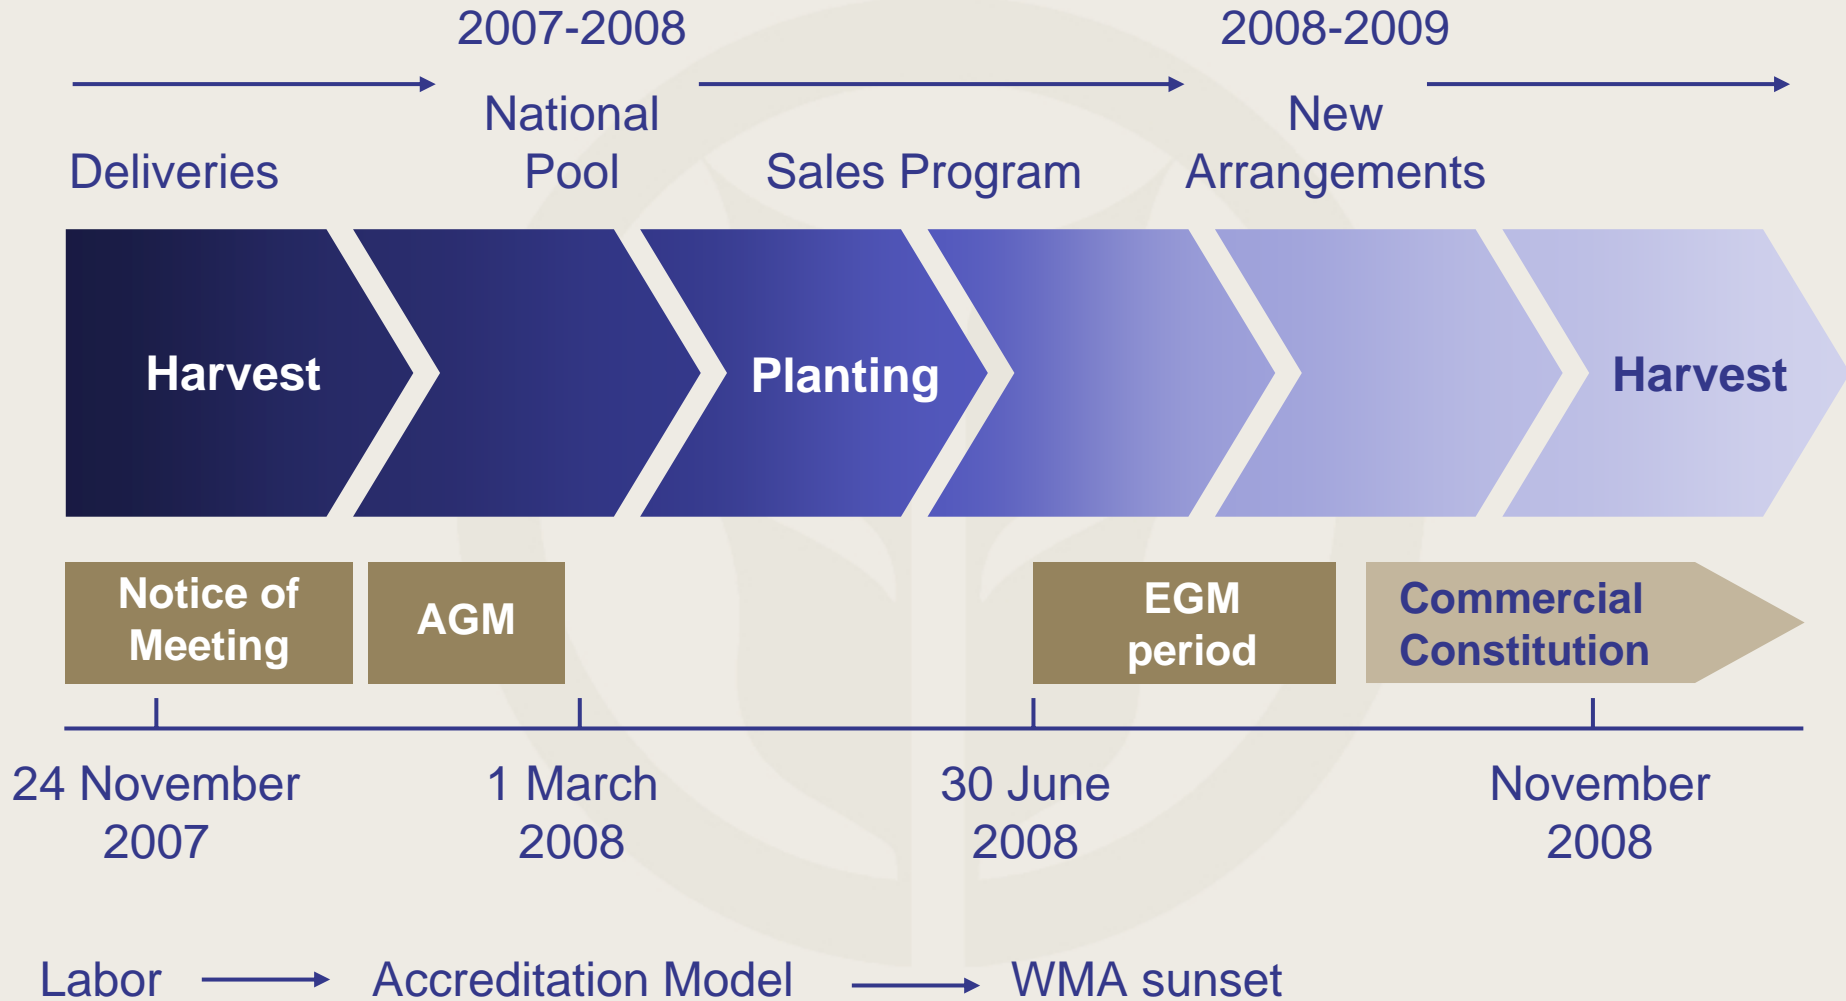 2007-2008
2008-2009
National
Pool
New
Arrangements
Deliveries
Sales Program
Harvest
Planting
Harvest
Notice of
Meeting
AGM
EGM
period
Commercial
Constitution
24 November
2007
1 March
2008
30 June
2008
November
2008
Labor
Accreditation Model
WMA sunset